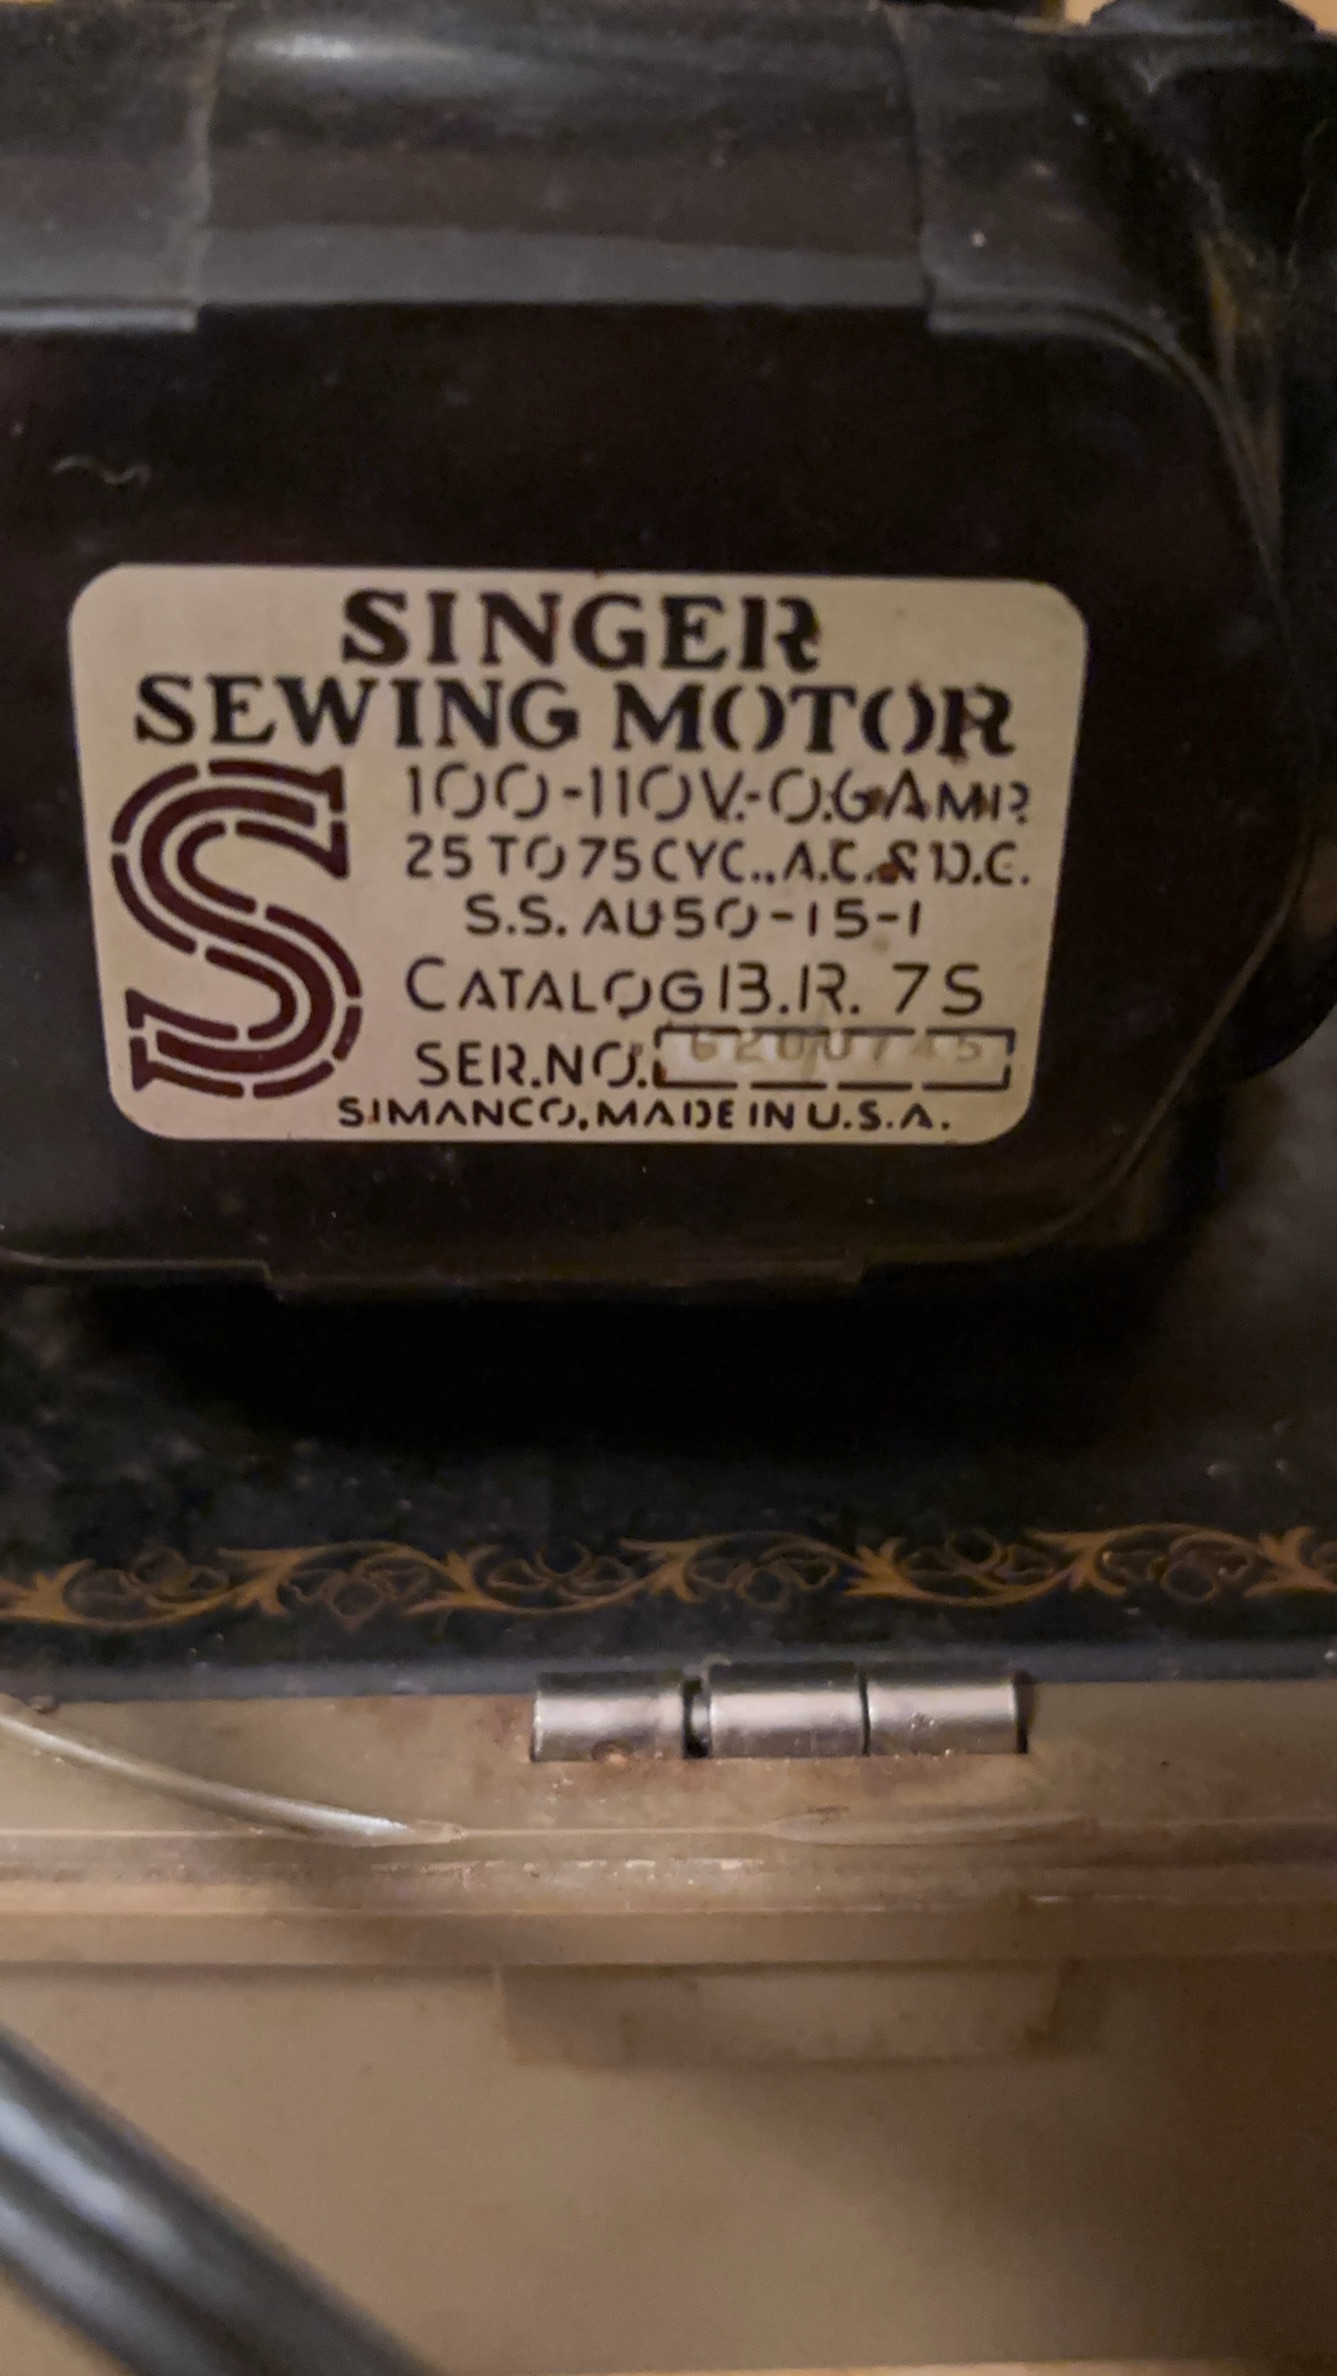 SINGER
SEWING MOTOR
S
100-110V.-0.6AMP.
25 TO 75 CYC., A.C. & D.C.
S.S. AU50-15-1
CATALOG B.R. 7S
SER.NO.
SIMANCO, MADE IN U.S.A.